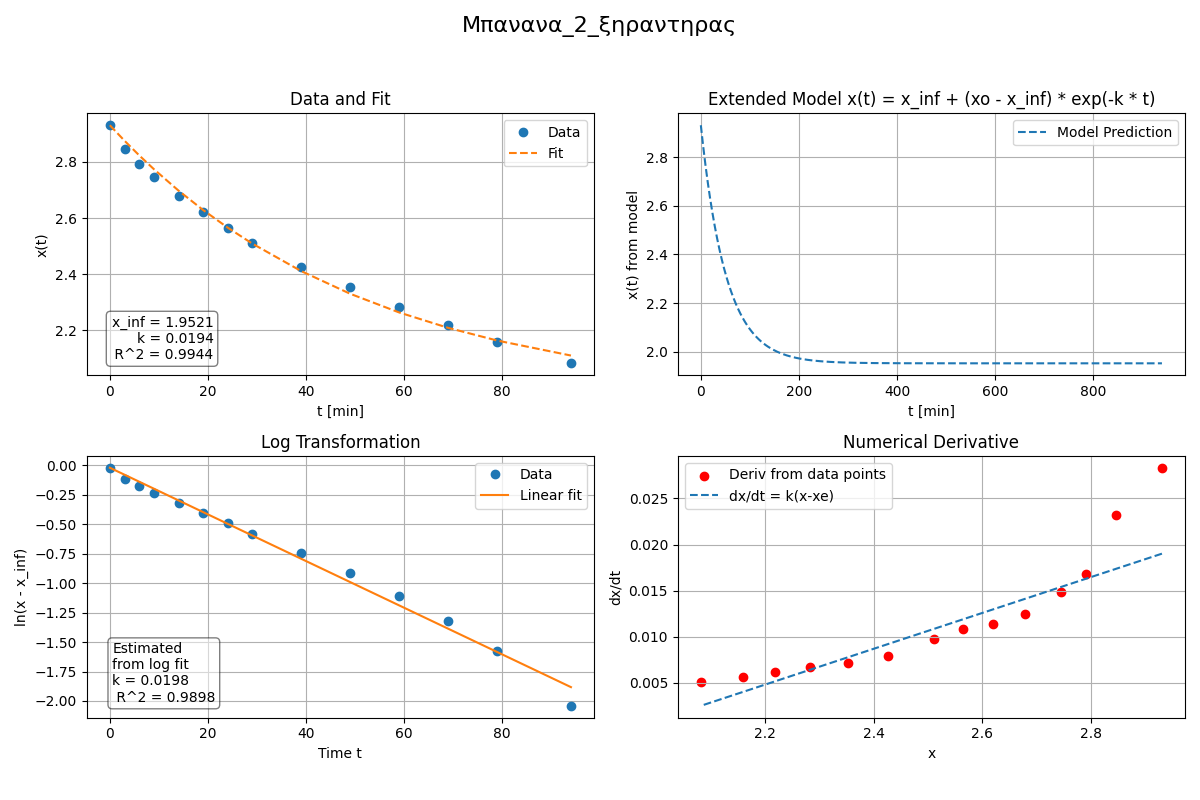 Μπανανα_2_ξηραντηρας
Data and Fit
x(t)
2.8
2.6
2.4
2.2
Data
Fit
x_inf = 1.9521
k = 0.0194
R^2 = 0.9944
0 20 40 60 80
t [min]
Extended Model x(t) = x_inf + (xo - x_inf) * exp(-k * t)
x(t) from model
2.8
2.6
2.4
2.2
2.0
Model Prediction
0 200 400 600 800
t [min]
Log Transformation
ln(x - x_inf)
0.00
−0.25
−0.50
−0.75
−1.00
−1.25
−1.50
−1.75
−2.00
Data
Linear fit
Estimated
from log fit
k = 0.0198
R^2 = 0.9898
0 20 40 60 80
Time t
Numerical Derivative
dx/dt
0.025
0.020
0.015
0.010
0.005
Deriv from data points
dx/dt = k(x-xe)
2.2 2.4 2.6 2.8
x